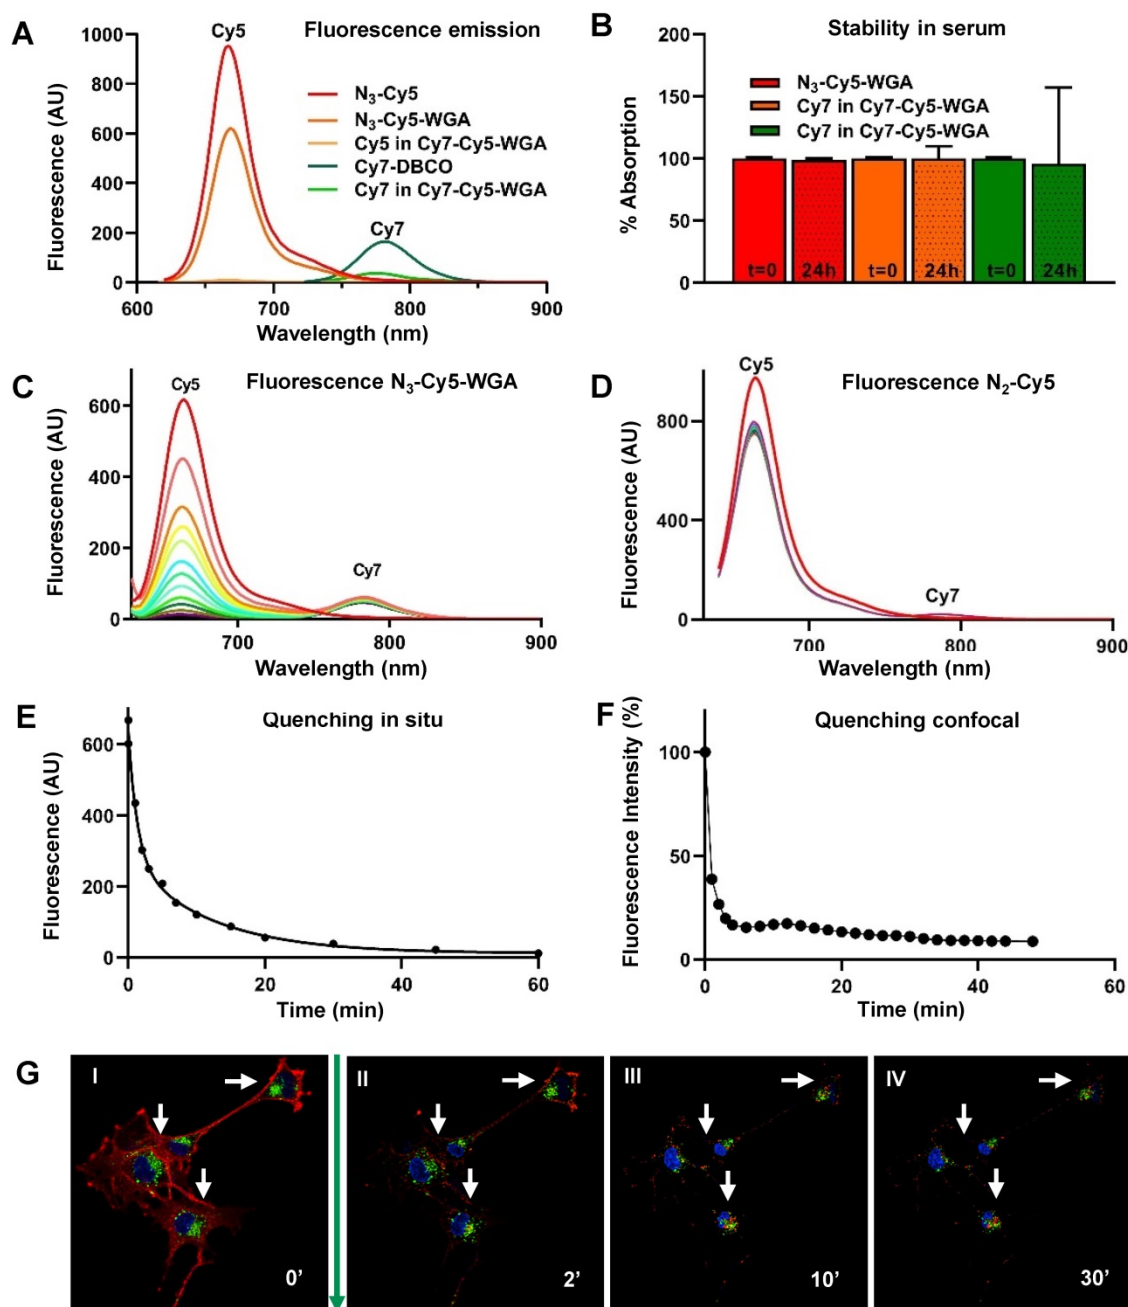 A
Fluorescence emission
Cy5
1000
800
600
400
200
0
Fluorescence (AU)
N₃-Cy5
N₃-Cy5-WGA
Cy5 in Cy7-Cy5-WGA
Cy7-DBCO
Cy7 in Cy7-Cy5-WGA
Cy7
600 700 800 900
Wavelength (nm)
B
Stability in serum
200
150
100
50
0
% Absorption
N₃-Cy5-WGA
Cy7 in Cy7-Cy5-WGA
Cy7 in Cy7-Cy5-WGA
t=0 24h t=0 24h t=0 24h
C
Fluorescence N₃-Cy5-WGA
Cy5
600
400
200
0
Fluorescence (AU)
Cy7
700 800 900
Wavelength (nm)
D
Cy5
Fluorescence N₂-Cy5
800
400
0
Fluorescence (AU)
Cy7
700 800 900
Wavelength (nm)
E
Quenching in situ
600
400
200
0
Fluorescence (AU)
0 20 40 60
Time (min)
F
Quenching confocal
100
50
0
Fluorescence Intensity (%)
0 20 40 60
Time (min)
G
I
0'
II
2'
III
10'
IV
30'